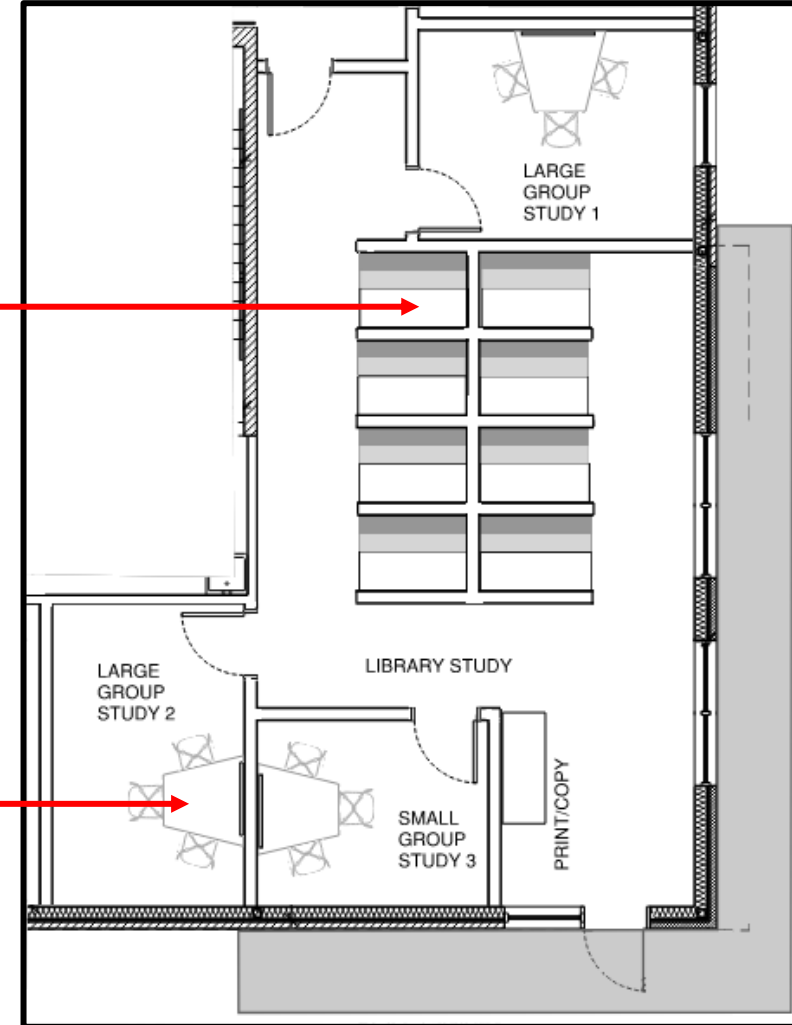 LARGE
GROUP
STUDY 1
LIBRARY STUDY
LARGE
GROUP
STUDY 2
SMALL
GROUP
STUDY 3
PRINT/COPY